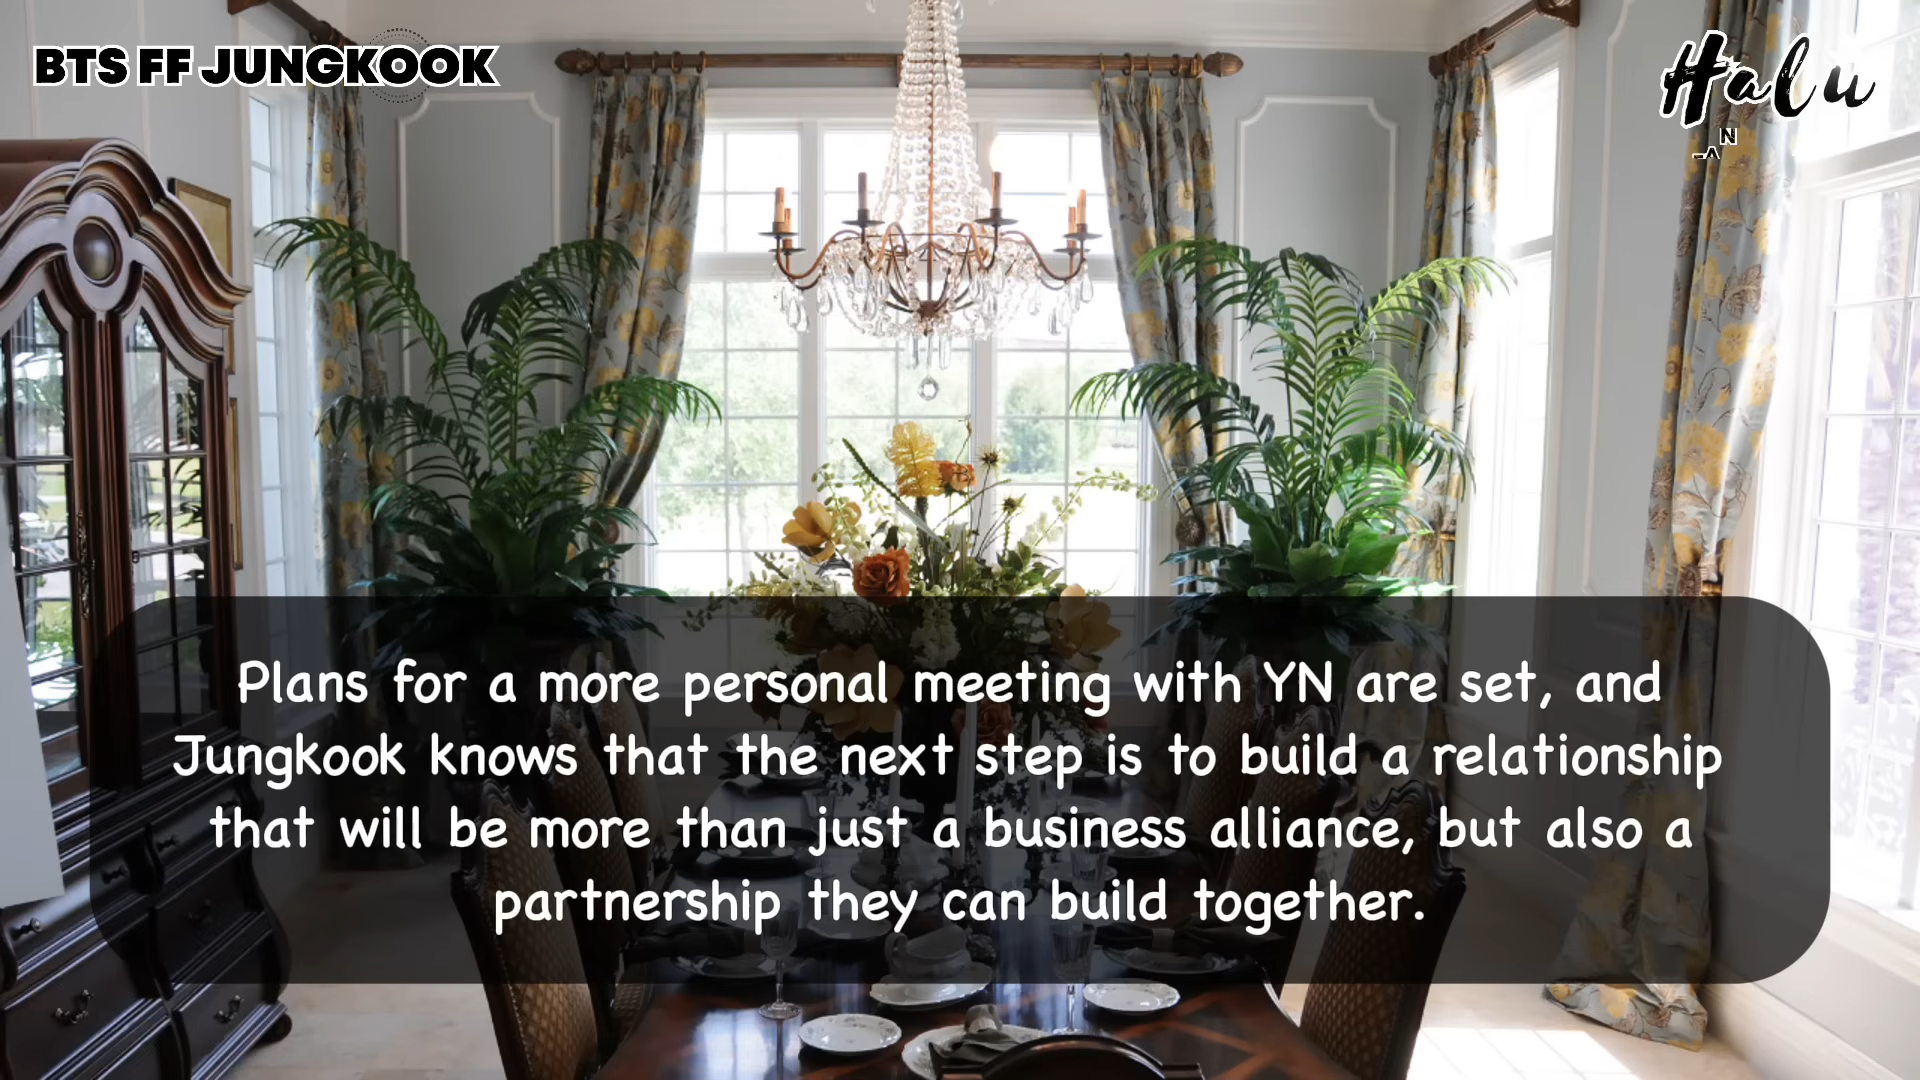 BTS FF JUNGKOOK
Halu
N
Plans for a more personal meeting with YN are set, and
Jungkook knows that the next step is to build a relationship
that will be more than just a business alliance, but also a
partnership they can build together.